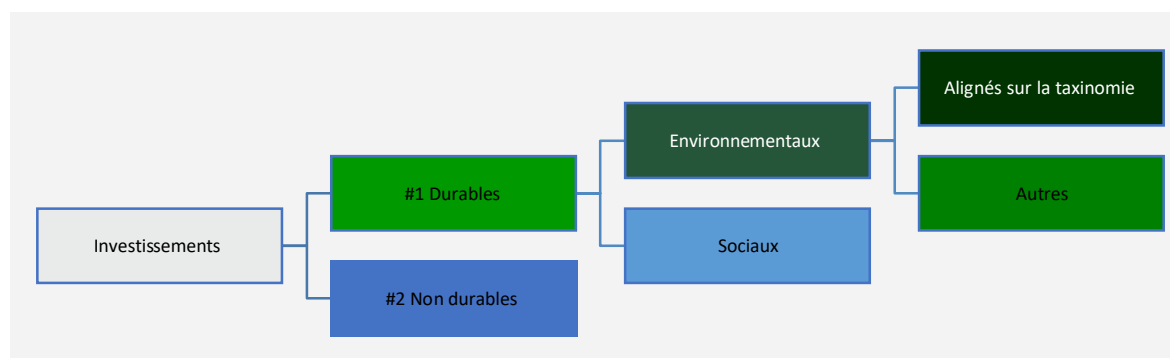 Investissements
#1 Durables
#2 Non durables
Environnementaux
Sociaux
Alignés sur la taxinomie
Autres